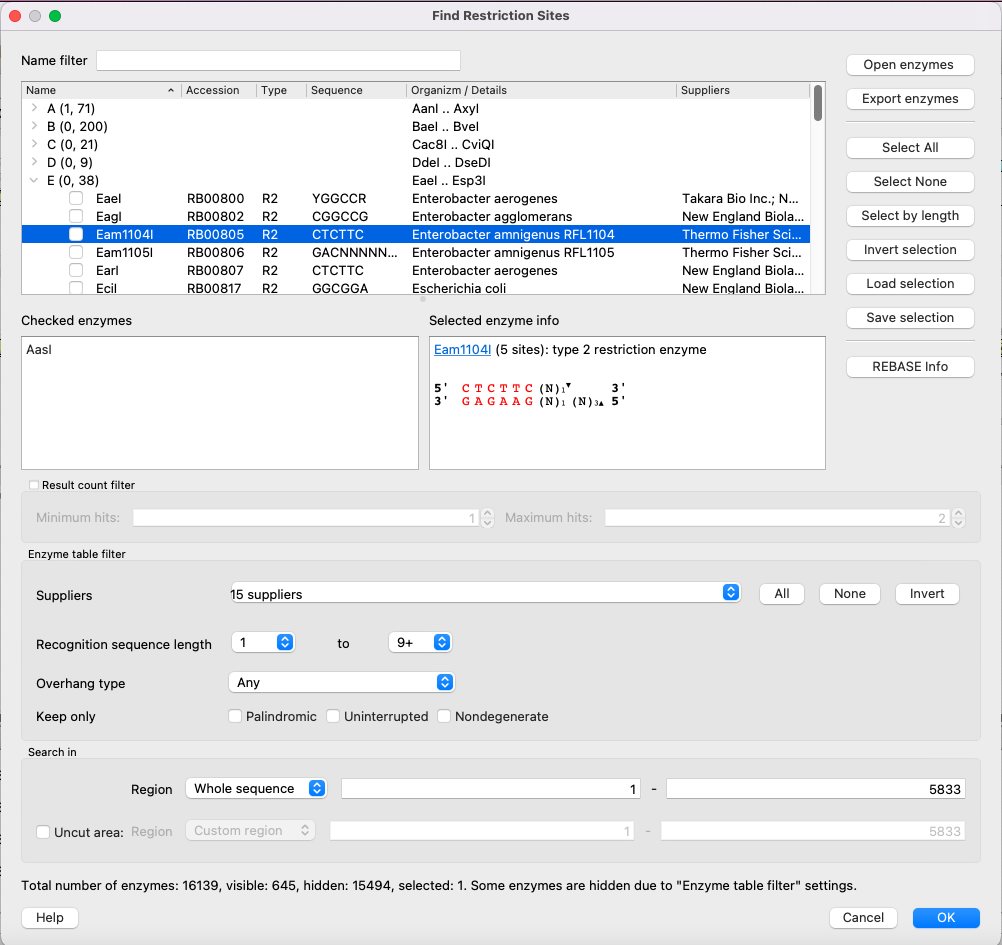 Find Restriction Sites
Name filter
Open enzymes
Export enzymes
Select All
Select None
Select by length
Invert selection
Load selection
Save selection
REBASE Info
Name Accession Type Sequence Organizm / Details Suppliers
A (1, 71) AanI .. AxyI
B (0, 200) BaeI .. BveI
C (0, 21) Cac8I .. CviQI
D (0, 9) DdeI .. DseDI
E (0, 38) EaeI .. Esp3I
EaeI RB00800 R2 YGGCCR Enterobacter aerogenes Takara Bio Inc.; N...
EagI RB00802 R2 CGGCCG Enterobacter agglomerans New England Biola...
Eam1104I RB00805 R2 CTCTTC Enterobacter amnigenus RFL1104 Thermo Fisher Sci...
Eam1105I RB00806 R2 GACNNNNN... Enterobacter amnigenus RFL1105 Thermo Fisher Sci...
EarI RB00807 R2 CTCTTC Enterobacter aerogenes New England Biola...
EciI RB00817 R2 GGCGGA Escherichia coli New England Biola...
Checked enzymes
AasI
Selected enzyme info
Eam1104I (5 sites): type 2 restriction enzyme
5' C T C T T C (N)1▼ 3'
3' G A G A A G (N)1 (N)3▲ 5'
Result count filter
Minimum hits: 1 Maximum hits: 2
Enzyme table filter
Suppliers 15 suppliers All None Invert
Recognition sequence length 1 to 9+
Overhang type Any
Keep only Palindromic Uninterrupted Nondegenerate
Search in
Region Whole sequence 1 - 5833
Uncut area: Region Custom region 1 - 5833
Total number of enzymes: 16139, visible: 645, hidden: 15494, selected: 1. Some enzymes are hidden due to "Enzyme table filter" settings.
Help Cancel OK